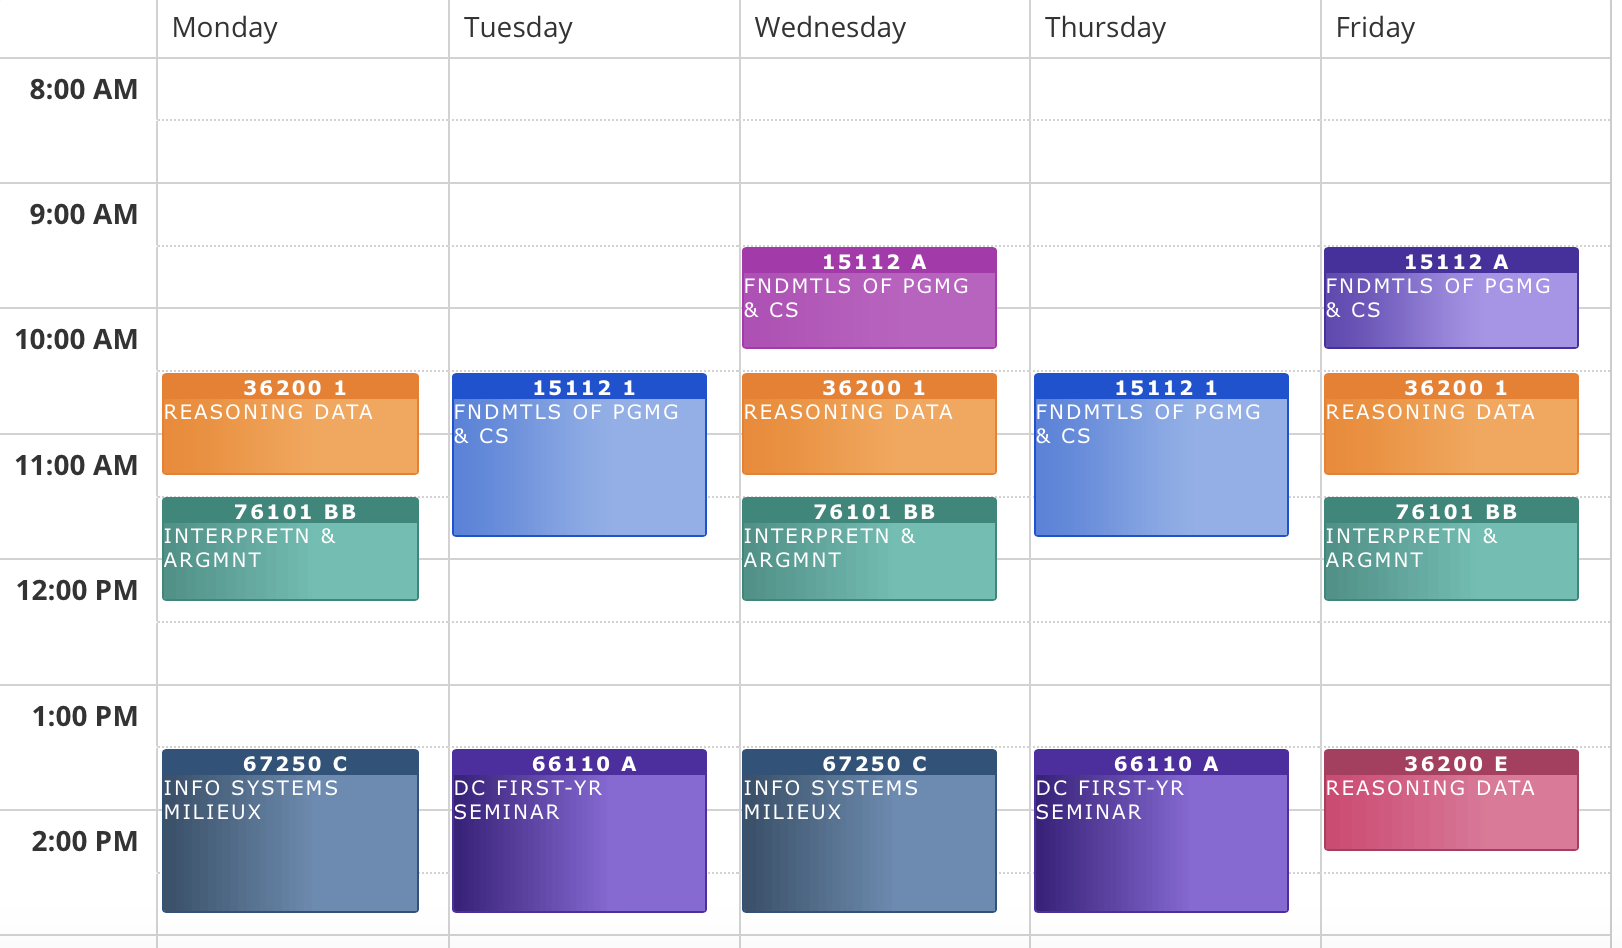 Monday
Tuesday
Wednesday
Thursday
Friday
8:00 AM
9:00 AM
15112 A
FNDMTLS OF PGMG
& CS
15112 A
FNDMTLS OF PGMG
& CS
10:00 AM
36200 1
REASONING DATA
15112 1
FNDMTLS OF PGMG
& CS
36200 1
REASONING DATA
15112 1
FNDMTLS OF PGMG
& CS
36200 1
REASONING DATA
11:00 AM
76101 BB
INTERPRETN &
ARGMNT
76101 BB
INTERPRETN &
ARGMNT
76101 BB
INTERPRETN &
ARGMNT
12:00 PM
1:00 PM
67250 C
INFO SYSTEMS
MILIEUX
66110 A
DC FIRST-YR
SEMINAR
67250 C
INFO SYSTEMS
MILIEUX
66110 A
DC FIRST-YR
SEMINAR
36200 E
REASONING DATA
2:00 PM